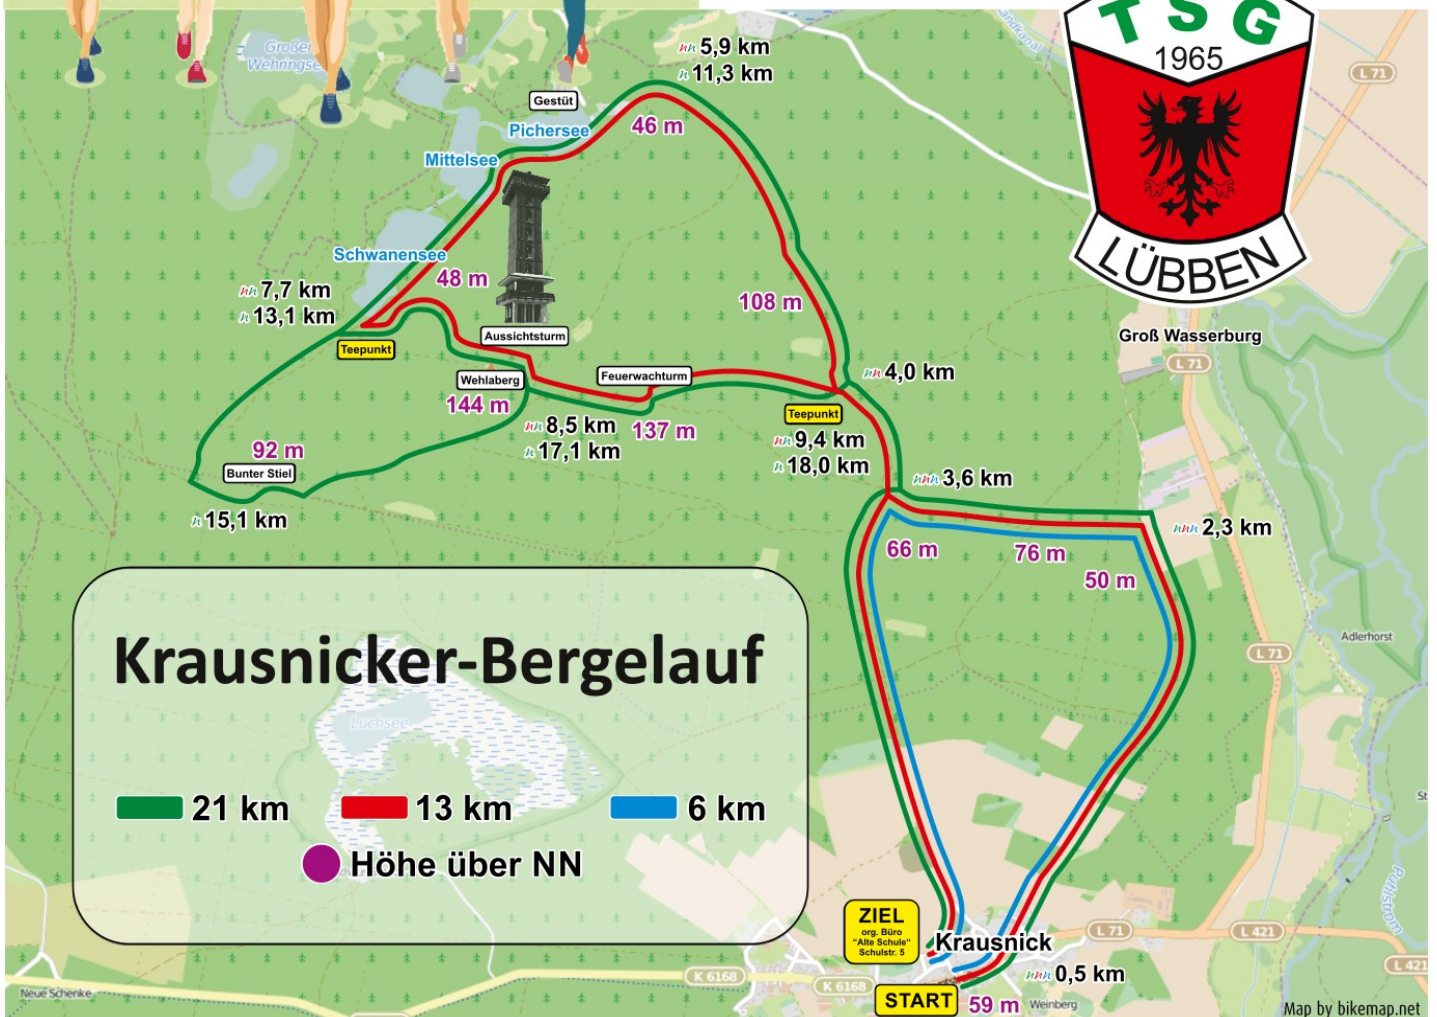 TSG
1965
LÜBBEN
Großer
Wehringsee
5,9 km
11,3 km
L 71
Gestüt
Pichersee
46 m
Mittelsee
Schwanensee
48 m
7,7 km
13,1 km
108 m
Teepunkt
Aussichtsturm
Groß Wasserburg
L 71
Wehlaberg
144 m
Feuerwachturm
4,0 km
Teepunkt
8,5 km
17,1 km
137 m
9,4 km
18,0 km
92 m
Bunter Stiel
15,1 km
3,6 km
2,3 km
66 m
76 m
50 m
Adlerhorst
L 71
Krausnicker-Bergelauf
Luchsee
21 km
13 km
6 km
Höhe über NN
ZIEL
org. Büro
"Alte Schule"
Schulstr. 5
Krausnick
L 71
L 421
L 421
K 6168
K 6168
0,5 km
START
59 m
Weinberg
Neue Schenke
Map by bikemap.net